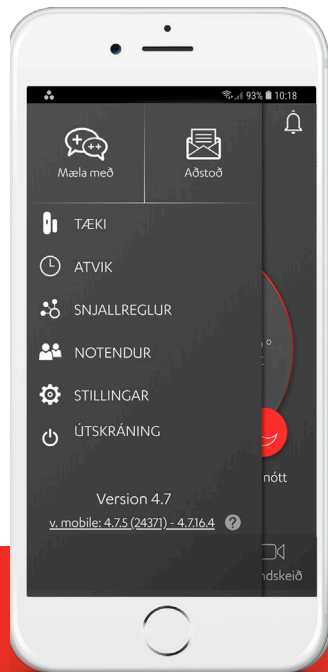 93% 10:18
Mæla með
Aðstoð
TÆKI
ATVIK
SNJALLREGLUR
NOTENDUR
STILLINGAR
ÚTSKRÁNING
nótt
Version 4.7
v. mobile: 4.7.5 (24371) - 4.7.16.4 ?
ndskeið